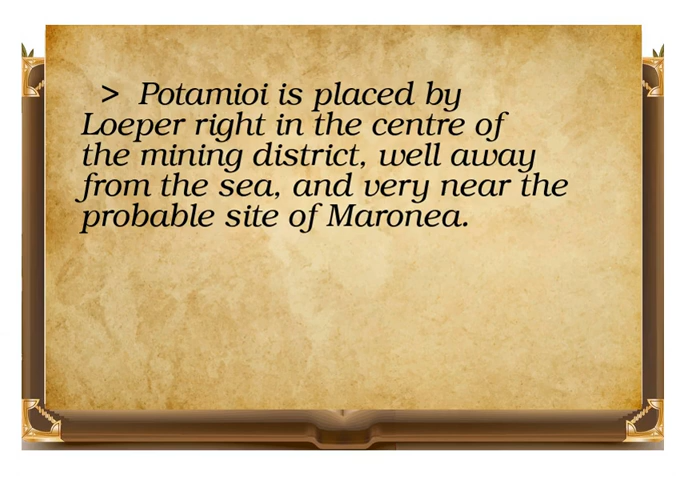 > Potamioi is placed by
Loeper right in the centre of
the mining district, well away
from the sea, and very near the
probable site of Maronea.